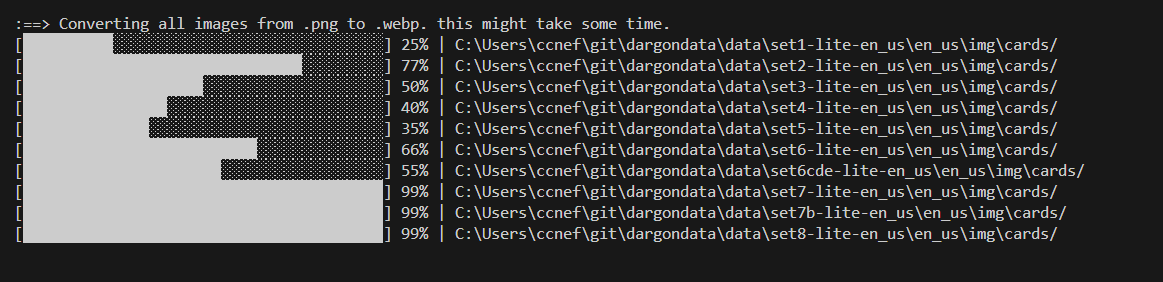 :==> Converting all images from .png to .webp. this might take some time.
[] 25% | C:\Users\ccnef\git\dargondata\data\set1-lite-en_us\en_us\img\cards/
[] 77% | C:\Users\ccnef\git\dargondata\data\set2-lite-en_us\en_us\img\cards/
[] 50% | C:\Users\ccnef\git\dargondata\data\set3-lite-en_us\en_us\img\cards/
[] 40% | C:\Users\ccnef\git\dargondata\data\set4-lite-en_us\en_us\img\cards/
[] 35% | C:\Users\ccnef\git\dargondata\data\set5-lite-en_us\en_us\img\cards/
[] 66% | C:\Users\ccnef\git\dargondata\data\set6-lite-en_us\en_us\img\cards/
[] 55% | C:\Users\ccnef\git\dargondata\data\set6cde-lite-en_us\en_us\img\cards/
[] 99% | C:\Users\ccnef\git\dargondata\data\set7-lite-en_us\en_us\img\cards/
[] 99% | C:\Users\ccnef\git\dargondata\data\set7b-lite-en_us\en_us\img\cards/
[] 99% | C:\Users\ccnef\git\dargondata\data\set8-lite-en_us\en_us\img\cards/